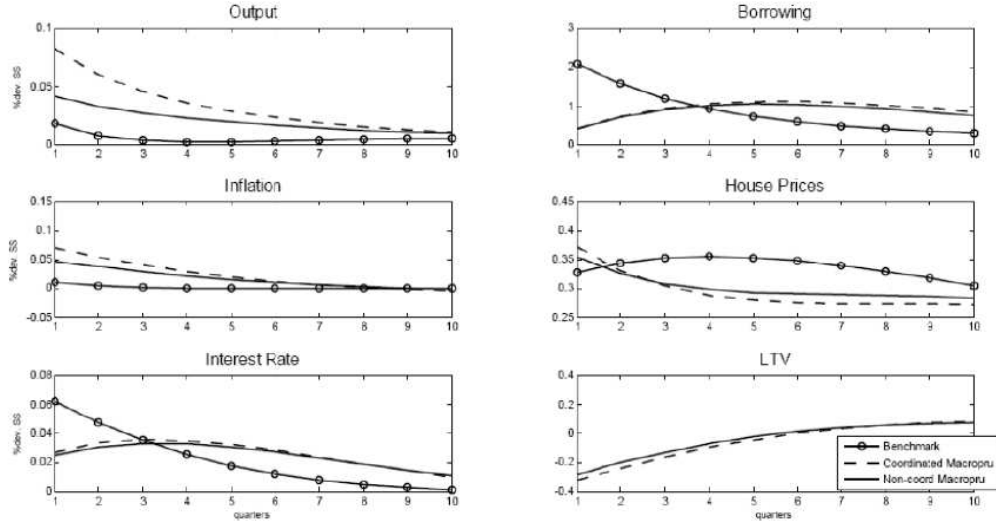 Output
%dev. SS
0.1
0.05
0
1 2 3 4 5 6 7 8 9 10
Borrowing
3
2
1
0
1 2 3 4 5 6 7 8 9 10
Inflation
%dev. SS
0.15
0.1
0.05
0
-0.05
1 2 3 4 5 6 7 8 9 10
House Prices
0.45
0.4
0.35
0.3
0.25
1 2 3 4 5 6 7 8 9 10
Interest Rate
%dev. SS
0.08
0.06
0.04
0.02
0
1 2 3 4 5 6 7 8 9 10
quarters
LTV
0.4
0.2
0
-0.2
-0.4
1 2 3 4 5 6 7 8 9 10
quarters
Benchmark
Coordinated Macropru
Non-coord Macropru